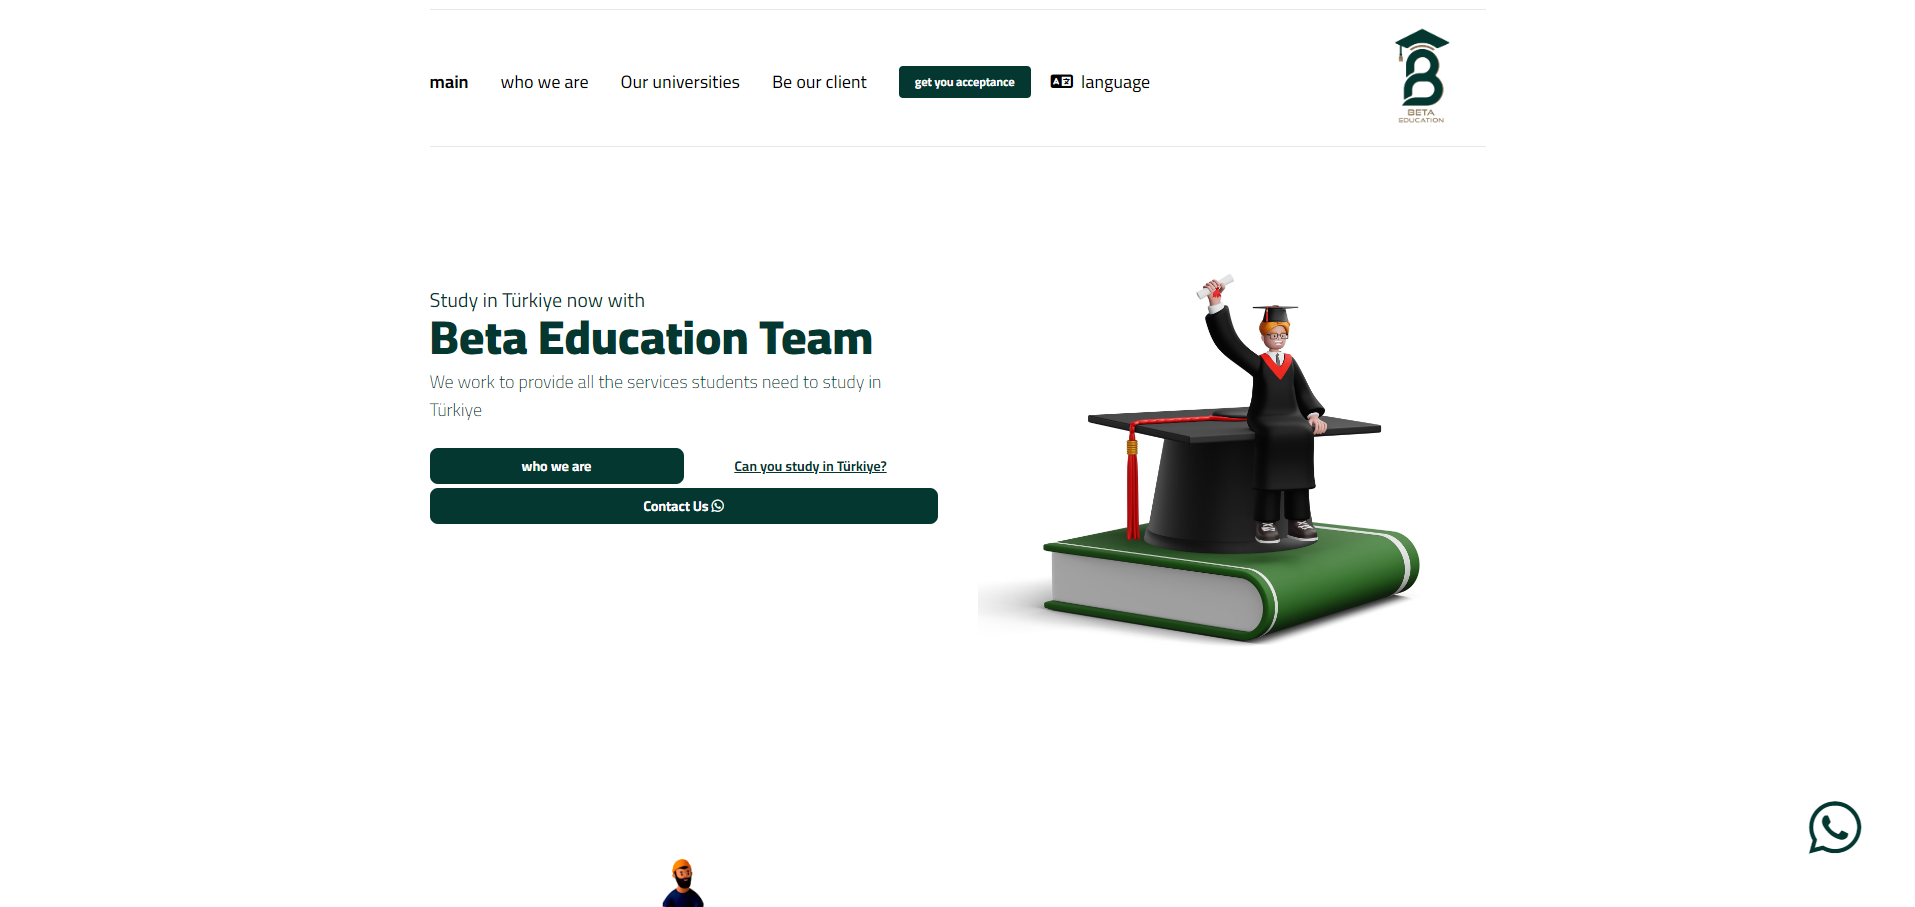 main
who we are
Our universities
Be our client
get you acceptance
language
BETA
EDUCATION
Study in Türkiye now with
Beta Education Team
We work to provide all the services students need to study in
Türkiye
who we are
Can you study in Türkiye?
Contact Us